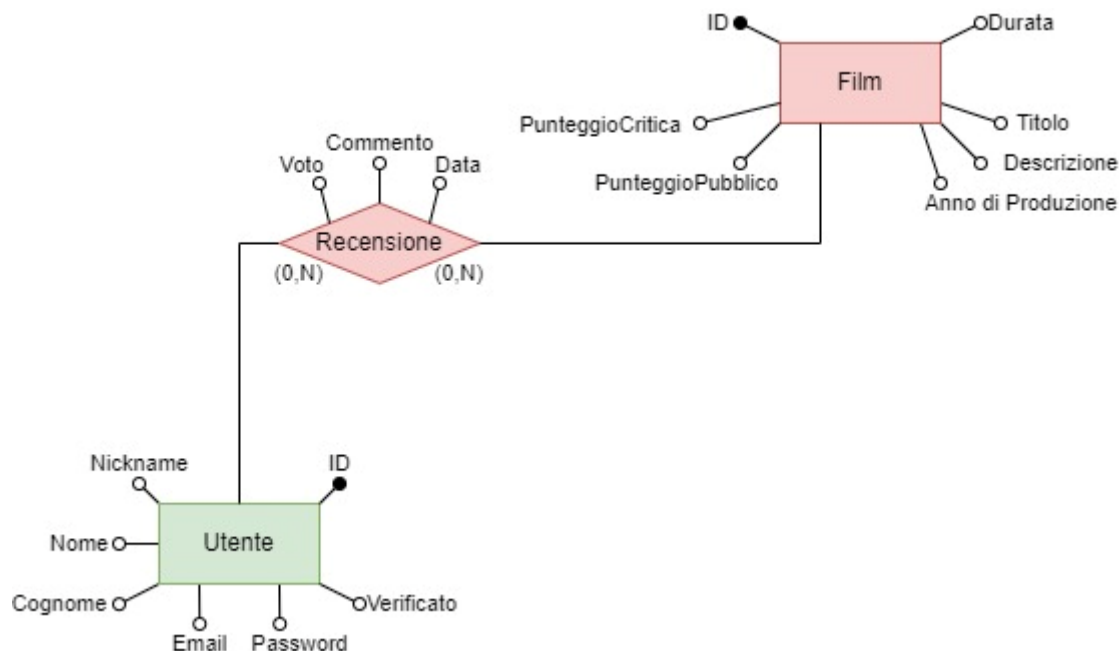 ID
Durata
Film
PunteggioCritica
Titolo
Commento
Voto
Data
PunteggioPubblico
Descrizione
Anno di Produzione
Recensione
(0,N)
(0,N)
Nickname
ID
Nome
Utente
Cognome
Verificato
Email
Password